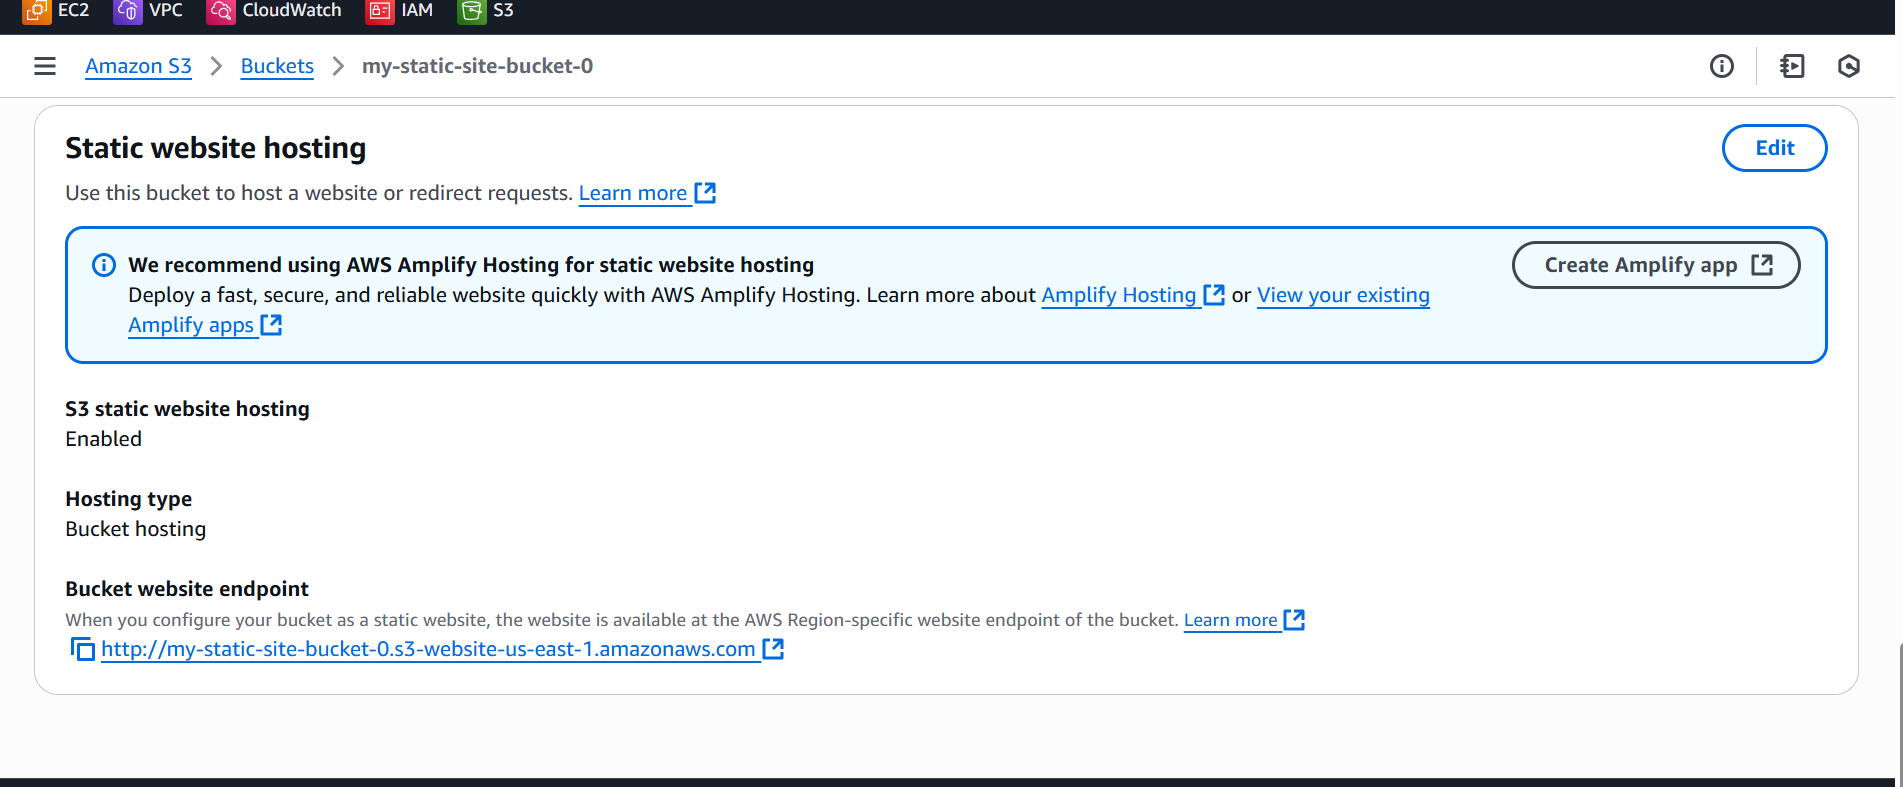 EC2 VPC CloudWatch IAM S3
Amazon S3 > Buckets > my-static-site-bucket-0
Static website hosting
Edit
Use this bucket to host a website or redirect requests. Learn more
We recommend using AWS Amplify Hosting for static website hosting
Create Amplify app
Deploy a fast, secure, and reliable website quickly with AWS Amplify Hosting. Learn more about Amplify Hosting or View your existing
Amplify apps
S3 static website hosting
Enabled
Hosting type
Bucket hosting
Bucket website endpoint
When you configure your bucket as a static website, the website is available at the AWS Region-specific website endpoint of the bucket. Learn more
http://my-static-site-bucket-0.s3-website-us-east-1.amazonaws.com